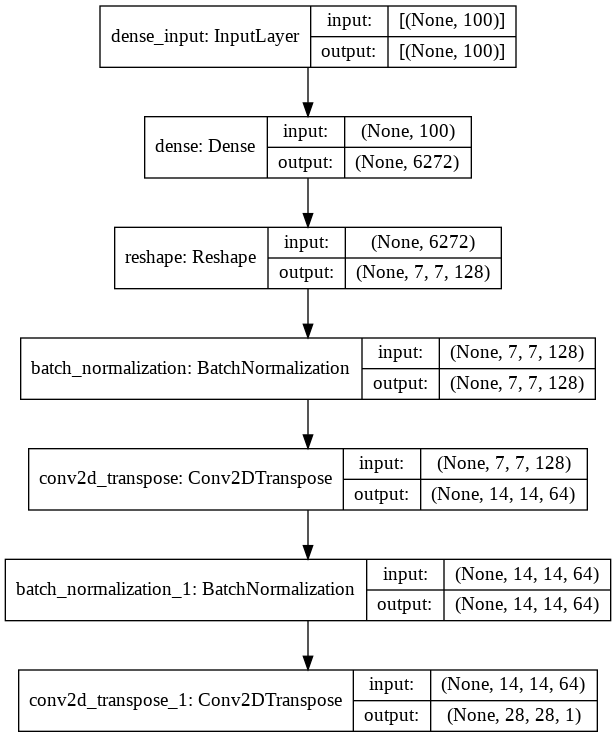 dense_input: InputLayer
input: [(None, 100)]
output: [(None, 100)]
dense: Dense
input: (None, 100)
output: (None, 6272)
reshape: Reshape
input: (None, 6272)
output: (None, 7, 7, 128)
batch_normalization: BatchNormalization
input: (None, 7, 7, 128)
output: (None, 7, 7, 128)
conv2d_transpose: Conv2DTranspose
input: (None, 7, 7, 128)
output: (None, 14, 14, 64)
batch_normalization_1: BatchNormalization
input: (None, 14, 14, 64)
output: (None, 14, 14, 64)
conv2d_transpose_1: Conv2DTranspose
input: (None, 14, 14, 64)
output: (None, 28, 28, 1)